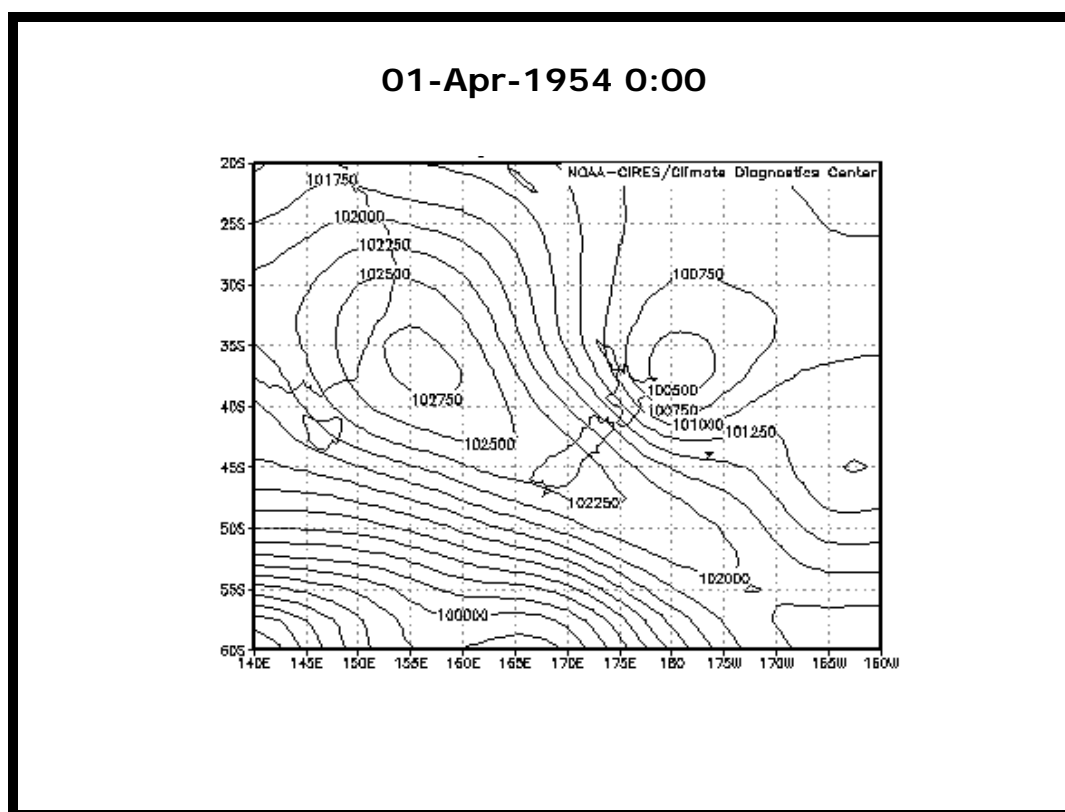 01-Apr-1954 0:00
NOAA-CIRES/Climate Diagnostics Center
20S
101750
102000
25S
102250
102500
100750
30S
35S
100500
102750
100750
40S
101000
101250
102500
45S
102250
50S
102000
55S
100000
60S
140E 145E 150E 155E 160E 165E 170E 175E 180 175W 170W 165W 160W